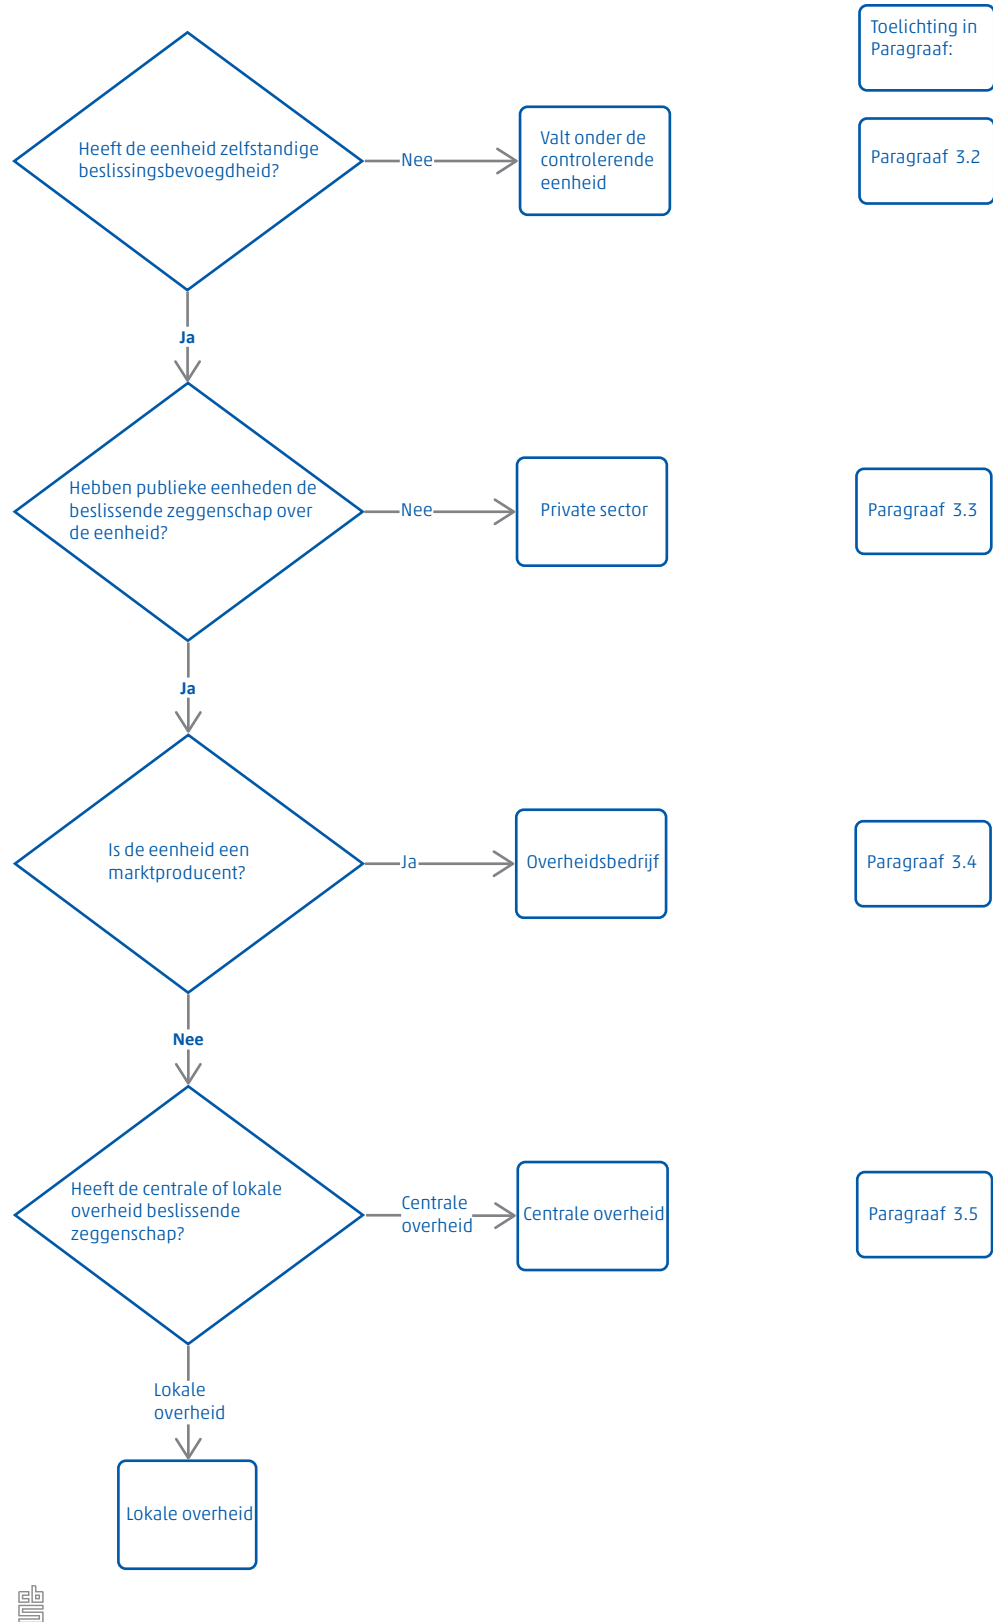 Toelichting in
Paragraaf:
Heeft de eenheid zelfstandige
beslissingsbevoegdheid?
Nee
Valt onder de
controlerende
eenheid
Paragraaf 3.2
Ja
Hebben publieke eenheden de
beslissende zeggenschap over
de eenheid?
Nee
Private sector
Paragraaf 3.3
Ja
Is de eenheid een
marktproducent?
Ja
Overheidsbedrijf
Paragraaf 3.4
Nee
Heeft de centrale of lokale
overheid beslissende
zeggenschap?
Centrale
overheid
Centrale overheid
Paragraaf 3.5
Lokale
overheid
Lokale overheid